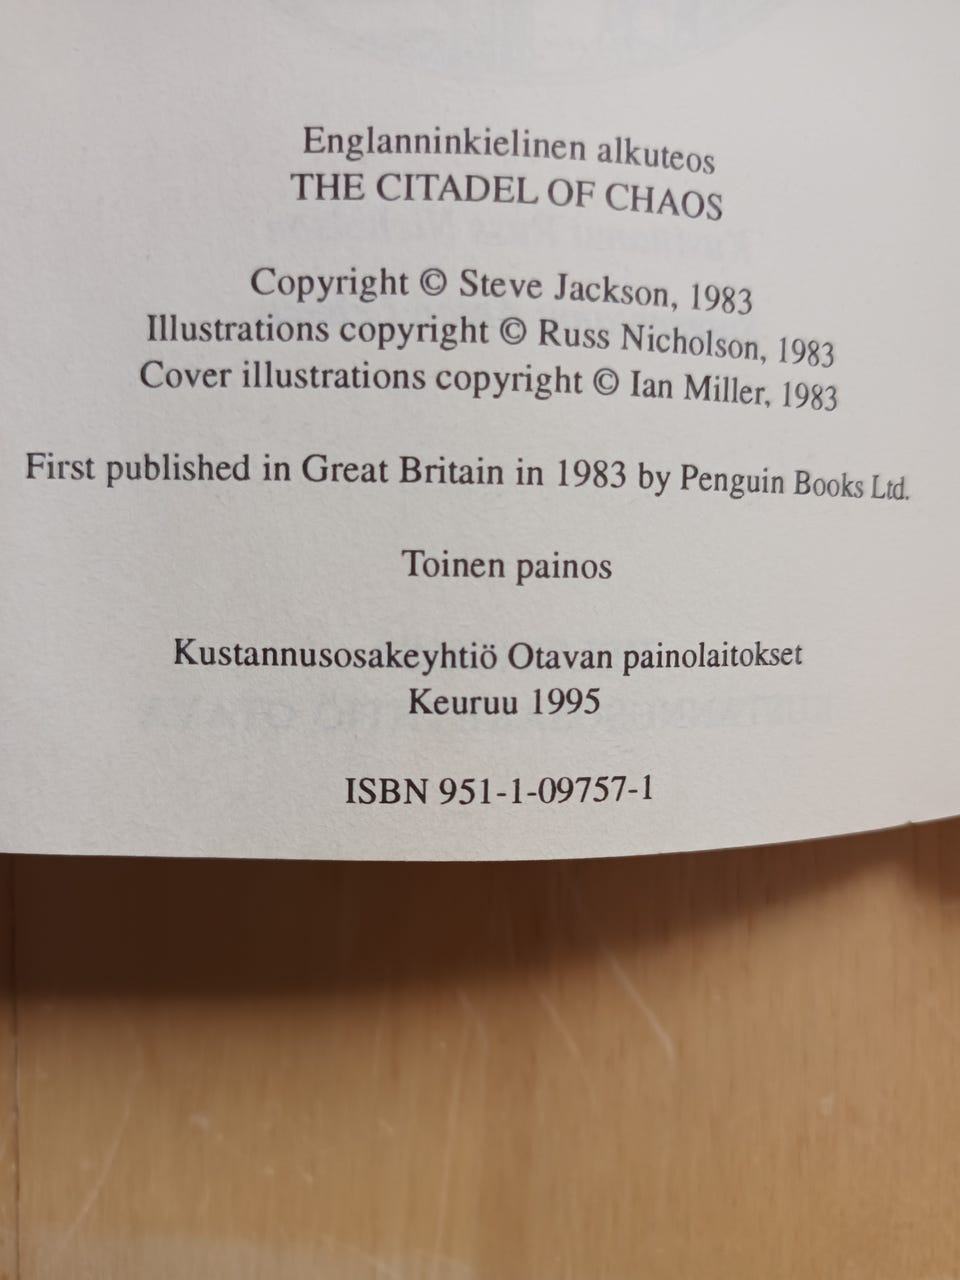 Englanninkielinen alkuteos
THE CITADEL OF CHAOS
Copyright © Steve Jackson, 1983
Illustrations copyright © Russ Nicholson, 1983
Cover illustrations copyright © Ian Miller, 1983
First published in Great Britain in 1983 by Penguin Books Ltd.
Toinen painos
Kustannusosakeyhtiö Otavan painolaitokset
Keuruu 1995
ISBN 951-1-09757-1